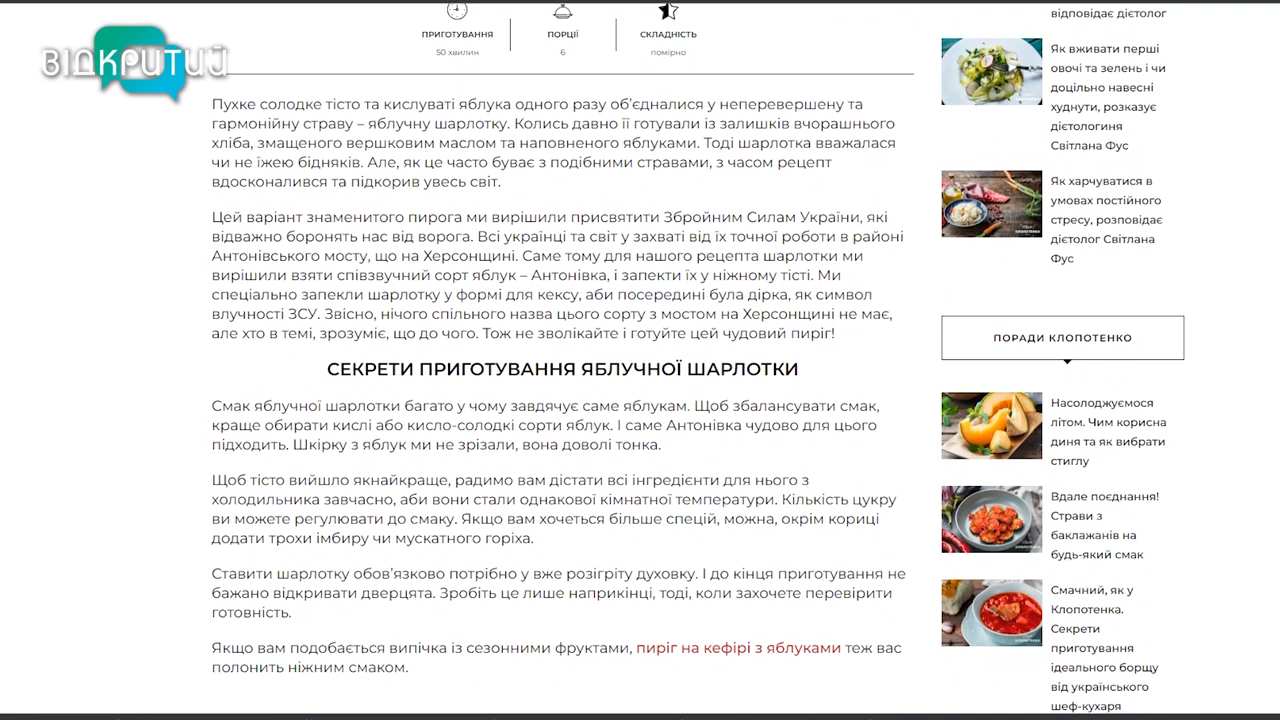 ВІДКРИТИЙ
ПРИГОТУВАННЯ
50 хвилин
ПОРЦІЇ
6
СКЛАДНІСТЬ
помірно
Пухке солодке тісто та кислуваті яблука одного разу об’єдналися у неперевершену та
гармонійну страву – яблучну шарлотку. Колись давно її готували із залишків вчорашнього
хліба, змащеного вершковим маслом та наповненого яблуками. Тоді шарлотка вважалася
чи не їжею бідняків. Але, як це часто буває з подібними стравами, з часом рецепт
вдосконалився та підкорив увесь світ.
Цей варіант знаменитого пирога ми вирішили присвятити Збройним Силам України, які
відважно боронять нас від ворога. Всі українці та світ у захваті від їх точної роботи в районі
Антонівського мосту, що на Херсонщині. Саме тому для нашого рецепта шарлотки ми
вирішили взяти співзвучний сорт яблук – Антонівка, і запекти їх у ніжному тісті. Ми
спеціально запекли шарлотку у формі для кексу, аби посередині була дірка, як символ
влучності ЗСУ. Звісно, нічого спільного назва цього сорту з мостом на Херсонщині не має,
але хто в темі, зрозуміє, що до чого. Тож не зволікайте і готуйте цей чудовий пиріг!
СЕКРЕТИ ПРИГОТУВАННЯ ЯБЛУЧНОЇ ШАРЛОТКИ
Смак яблучної шарлотки багато у чому завдячує саме яблукам. Щоб збалансувати смак,
краще обирати кислі або кисло-солодкі сорти яблук. І саме Антонівка чудово для цього
підходить. Шкірку з яблук ми не зрізали, вона доволі тонка.
Щоб тісто вийшло якнайкраще, радимо вам дістати всі інгредієнти для нього з
холодильника завчасно, аби вони стали однакової кімнатної температури. Кількість цукру
ви можете регулювати до смаку. Якщо вам хочеться більше спецій, можна, окрім кориці
додати трохи імбиру чи мускатного горіха.
Ставити шарлотку обов’язково потрібно у вже розігріту духовку. І до кінця приготування не
бажано відкривати дверцята. Зробіть це лише наприкінці, тоді, коли захочете перевірити
готовність.
Якщо вам подобається випічка із сезонними фруктами, пиріг на кефірі з яблуками теж вас
полонить ніжним смаком.
відповідає дієтолог
Як вживати перші
овочі та зелень і чи
доцільно навесні
худнути, розказує
дієтологиня
Світлана Фус
Як харчуватися в
умовах постійного
стресу, розповідає
дієтолог Світлана
Фус
ПОРАДИ КЛОПОТЕНКО
Насолоджуємося
літом. Чим корисна
диня та як вибрати
стиглу
Вдале поєднання!
Страви з
баклажанів на
будь-який смак
Смачний, як у
Клопотенка.
Секрети
приготування
ідеального борщу
від українського
шеф-кухаря